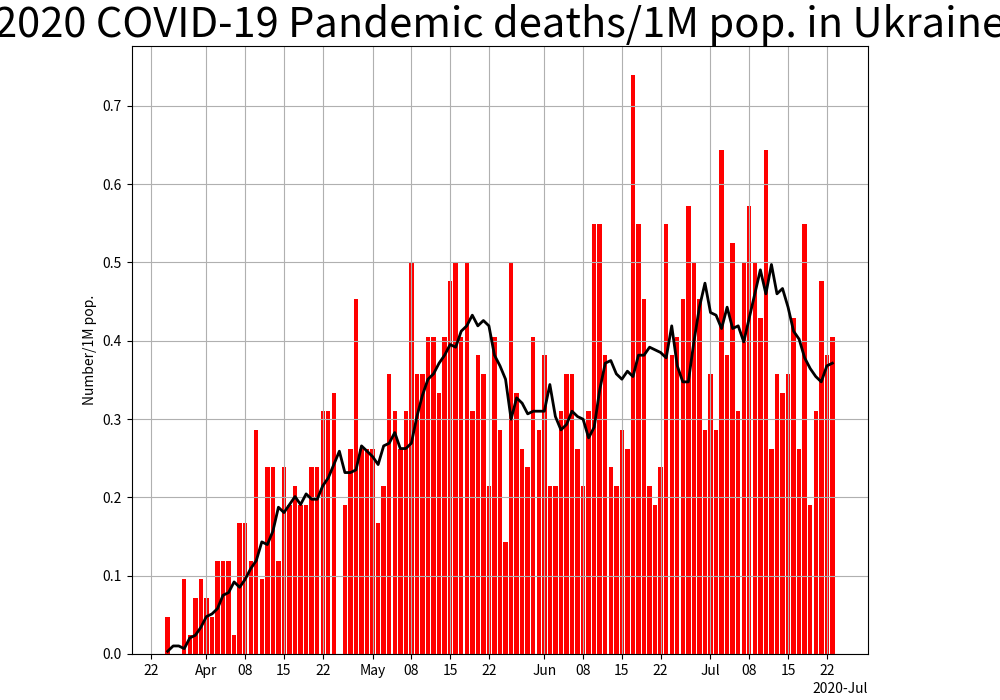 2020 COVID-19 Pandemic deaths/1M pop. in Ukraine
Number/1M pop.
0.7
0.6
0.5
0.4
0.3
0.2
0.1
0.0
22 Apr 08 15 22 May 08 15 22 Jun 08 15 22 Jul 08 15 22
2020-Jul